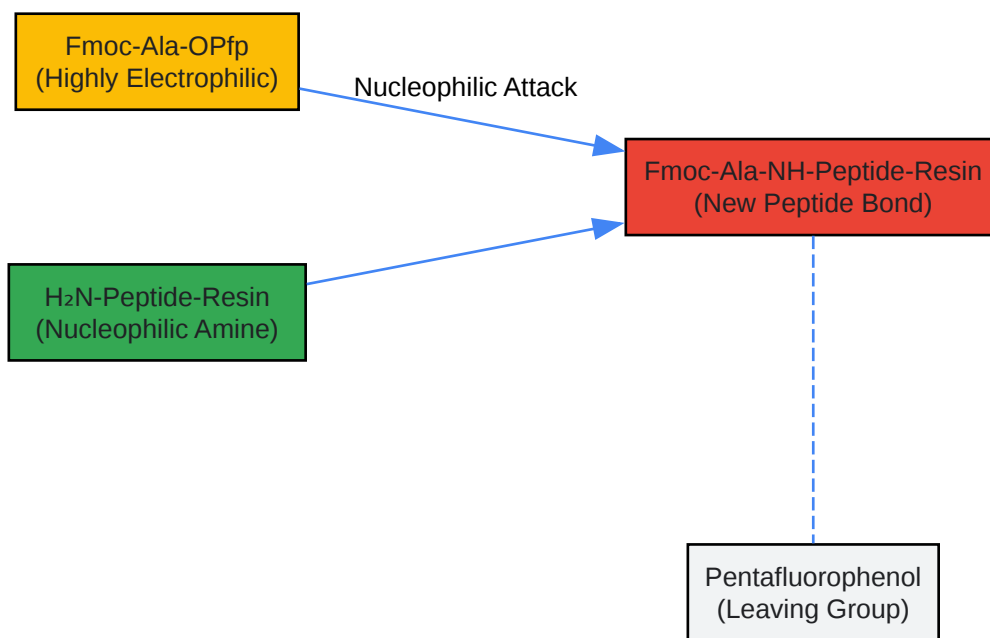 Fmoc-Ala-OPfp
(Highly Electrophilic)
Nucleophilic Attack
Fmoc-Ala-NH-Peptide-Resin
(New Peptide Bond)
H₂N-Peptide-Resin
(Nucleophilic Amine)
Pentafluorophenol
(Leaving Group)